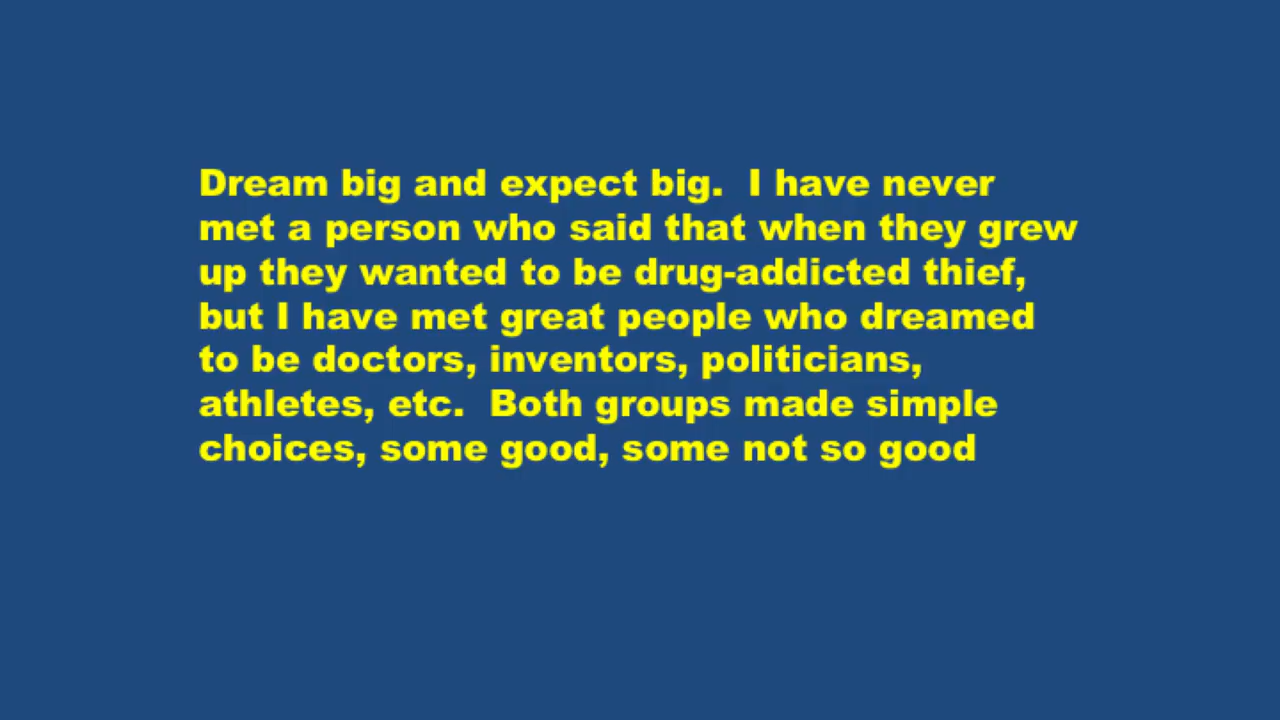 Dream big and expect big.  I have never
met a person who said that when they grew
up they wanted to be drug-addicted thief,
but I have met great people who dreamed
to be doctors, inventors, politicians,
athletes, etc.  Both groups made simple
choices, some good, some not so good